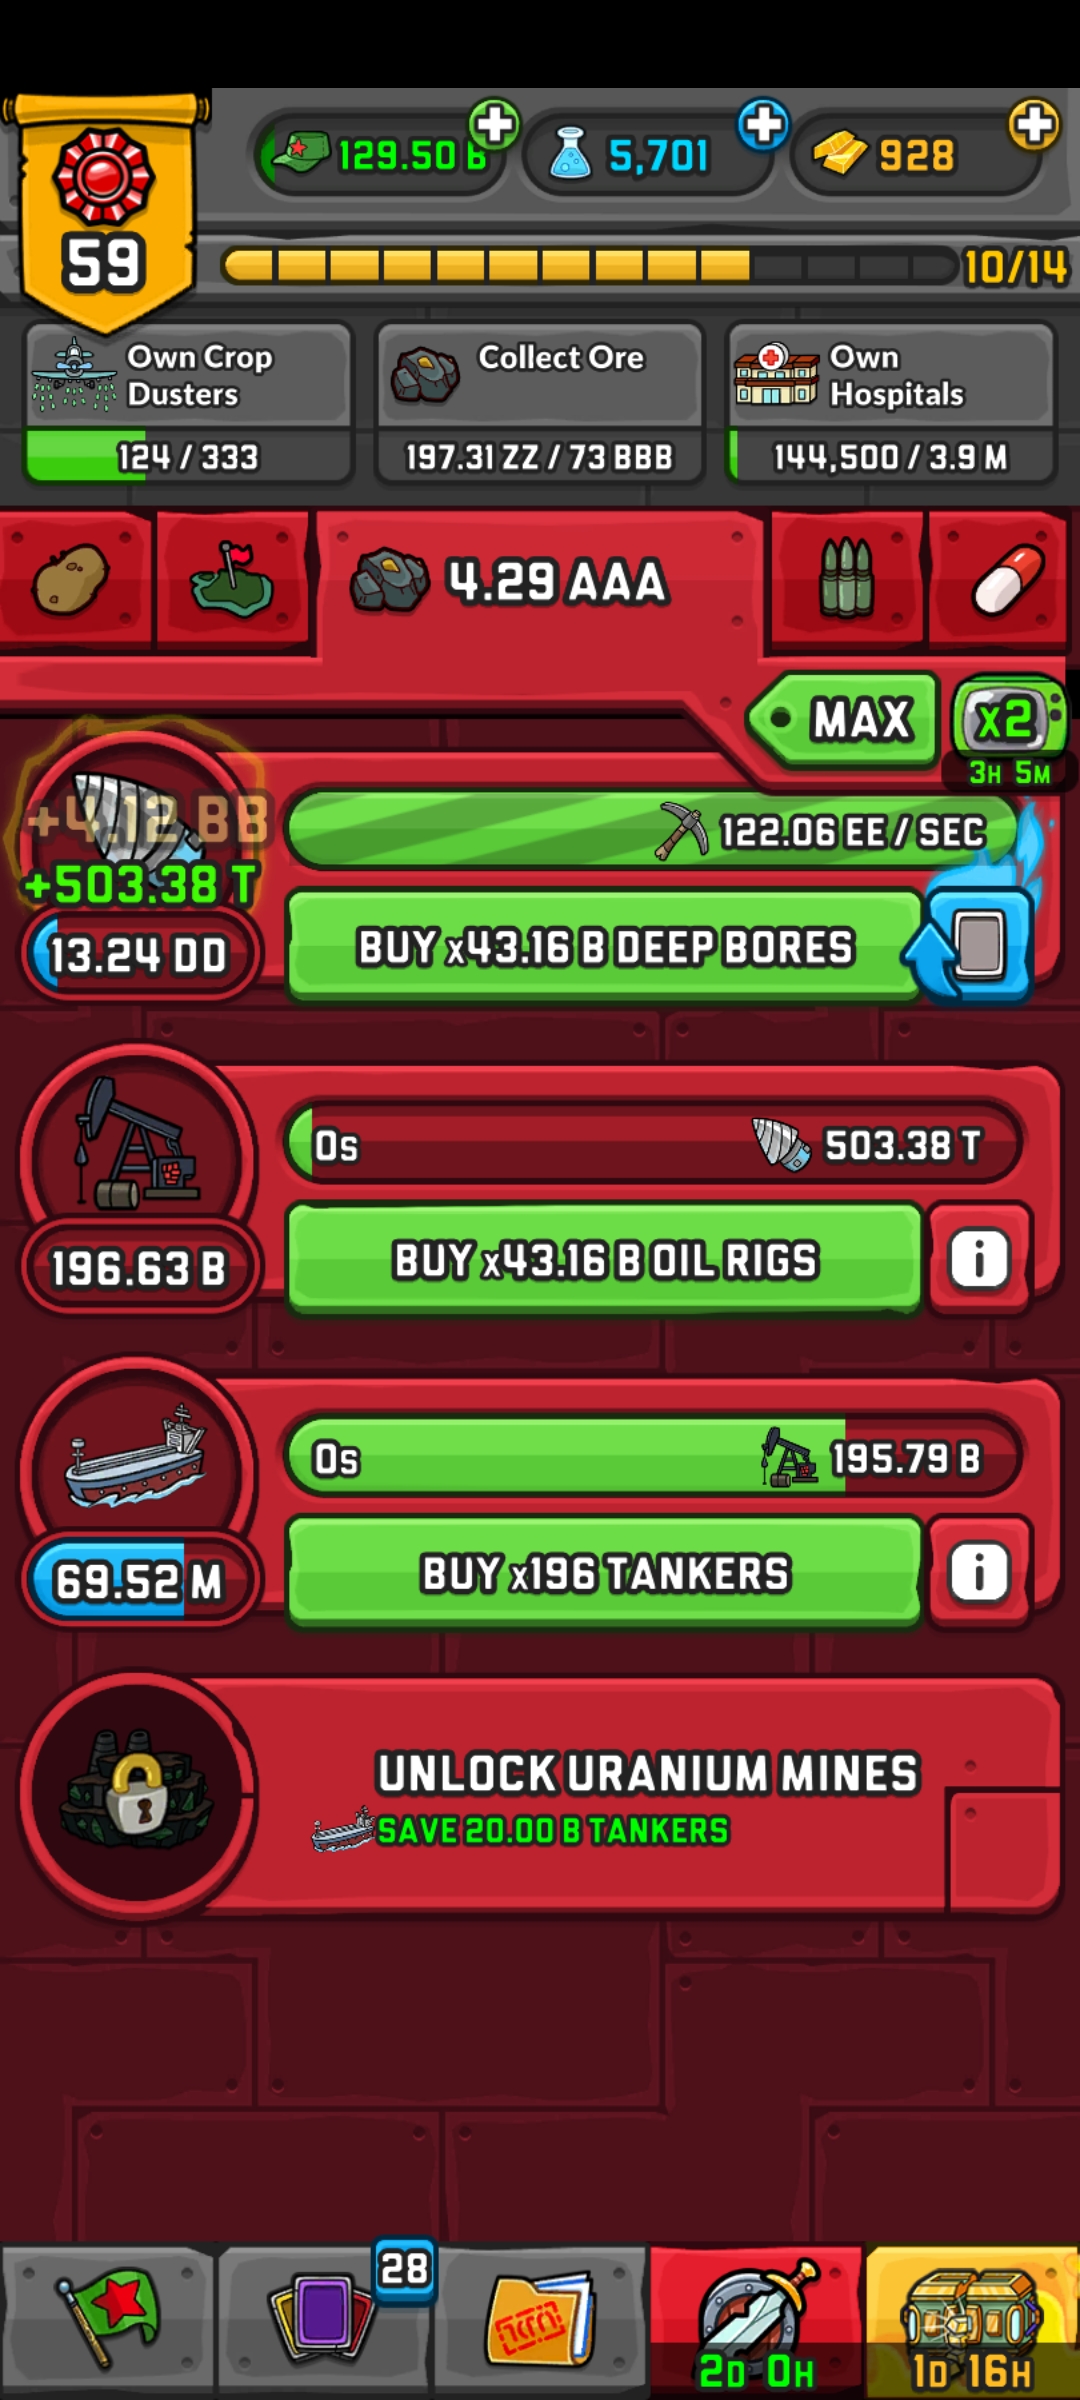 129.50 B
5,701
928
59
10/14
Own Crop
Dusters
124 / 333
Collect Ore
197.31 ZZ / 73 BBB
Own
Hospitals
144,500 / 3.9 M
4.29 AAA
MAX
x2
3H 5M
+4.12 BB
+503.38 T
13.24 DD
122.06 EE / SEC
BUY x43.16 B DEEP BORES
0s
503.38 T
196.63 B
BUY x43.16 B OIL RIGS
i
0s
195.79 B
69.52 M
BUY x196 TANKERS
i
UNLOCK URANIUM MINES
SAVE 20.00 B TANKERS
28
2D 0H
1D 16H